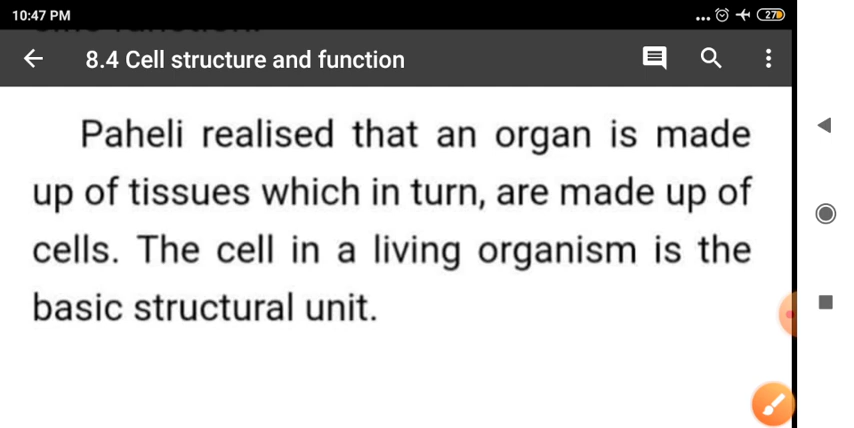 10:47 PM
27
8.4 Cell structure and function
Paheli realised that an organ is made
up of tissues which in turn, are made up of
cells. The cell in a living organism is the
basic structural unit.